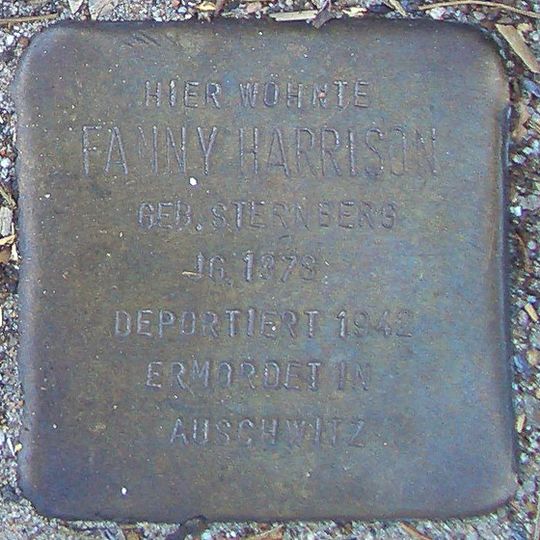 HIER WOHNTE
FANNY HARRISON
GEB. STERNBERG
JG. 1878
DEPORTIERT 1942
ERMORDET IN
AUSCHWITZ